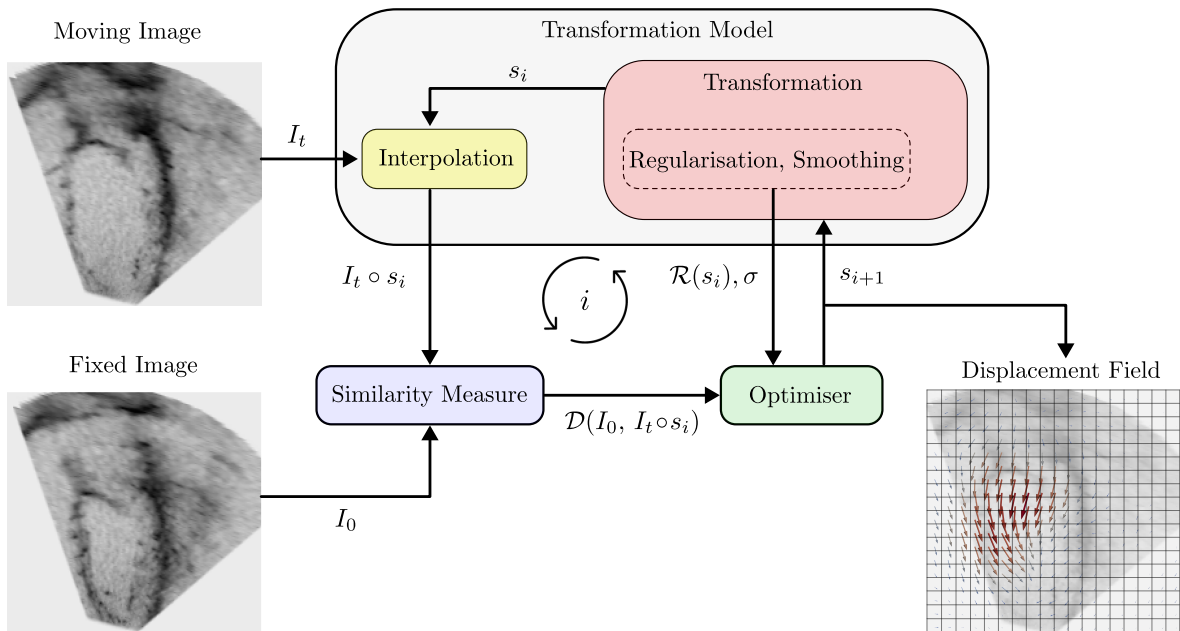 Moving Image
Transformation Model
s_i
Transformation
I_t
Interpolation
Regularisation, Smoothing
I_t ∘ s_i
i
ℛ(s_i), σ
s_{i+1}
Fixed Image
Displacement Field
Similarity Measure
Optimiser
𝒟(I_0, I_t∘s_i)
I_0